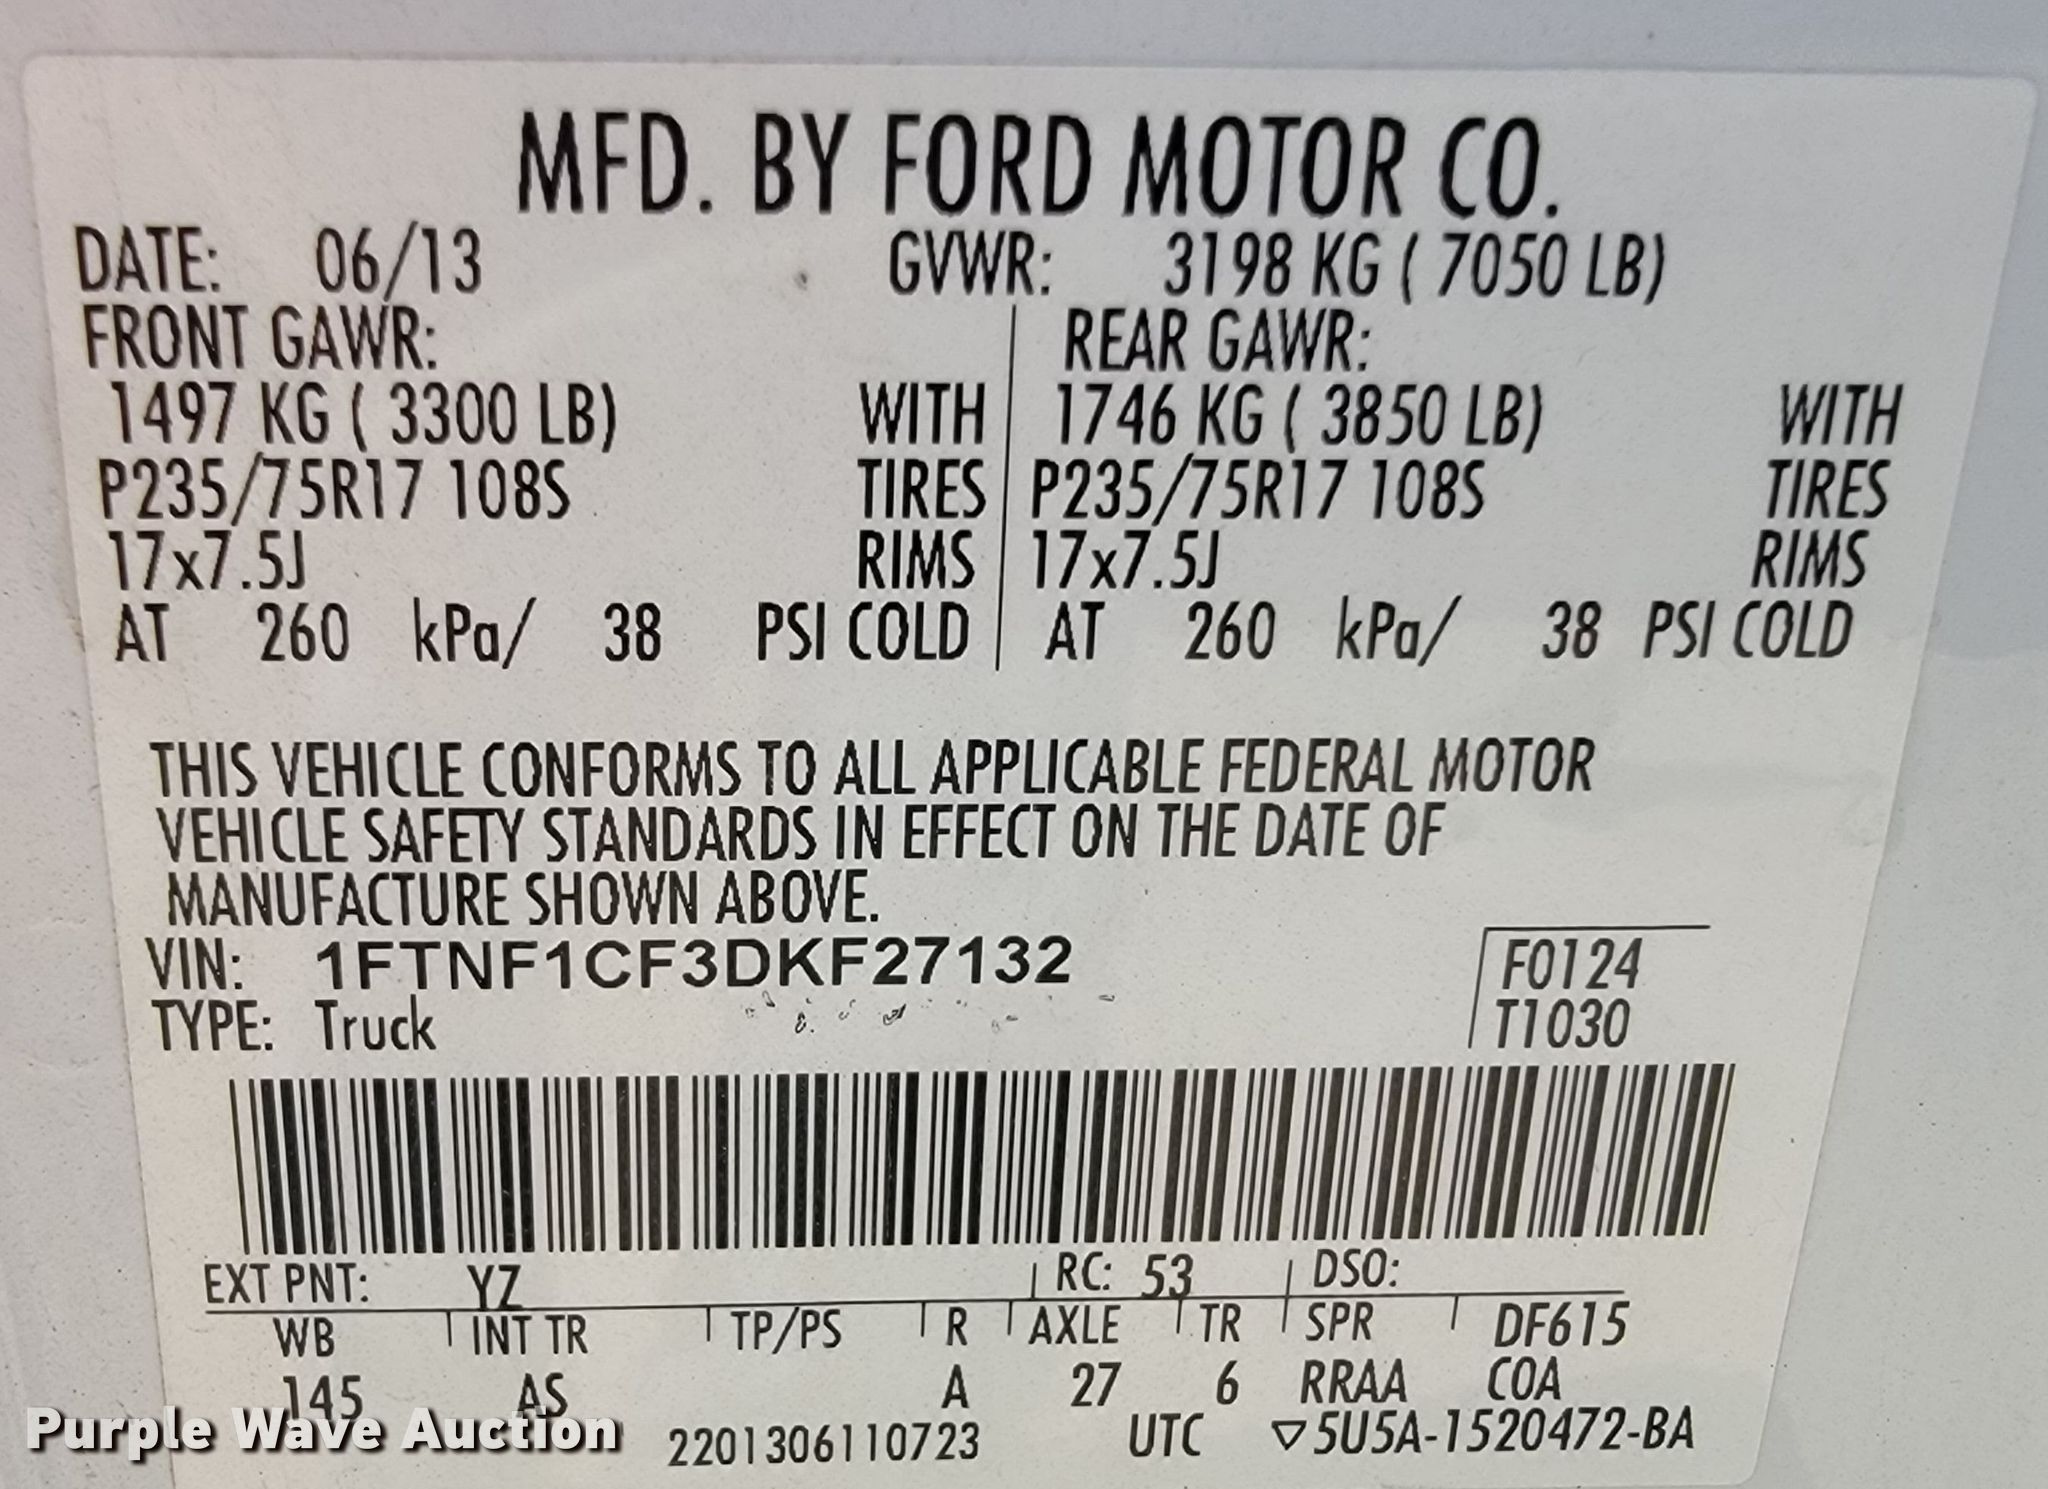 MFD. BY FORD MOTOR CO.
DATE: 06/13 GVWR: 3198 KG ( 7050 LB)
FRONT GAWR: REAR GAWR:
1497 KG ( 3300 LB) WITH 1746 KG ( 3850 LB) WITH
P235/75R17 108S TIRES P235/75R17 108S TIRES
17x7.5J RIMS 17x7.5J RIMS
AT 260 kPa/ 38 PSI COLD AT 260 kPa/ 38 PSI COLD
THIS VEHICLE CONFORMS TO ALL APPLICABLE FEDERAL MOTOR
VEHICLE SAFETY STANDARDS IN EFFECT ON THE DATE OF
MANUFACTURE SHOWN ABOVE.
VIN: 1FTNF1CF3DKF27132 F0124
TYPE: Truck T1030
EXT PNT: YZ RC: 53 DSO:
WB INT TR TP/PS R AXLE TR SPR DF615
145 AS A 27 6 RRAA COA
2201306110723 UTC ▽5U5A-1520472-BA
Purple Wave Auction